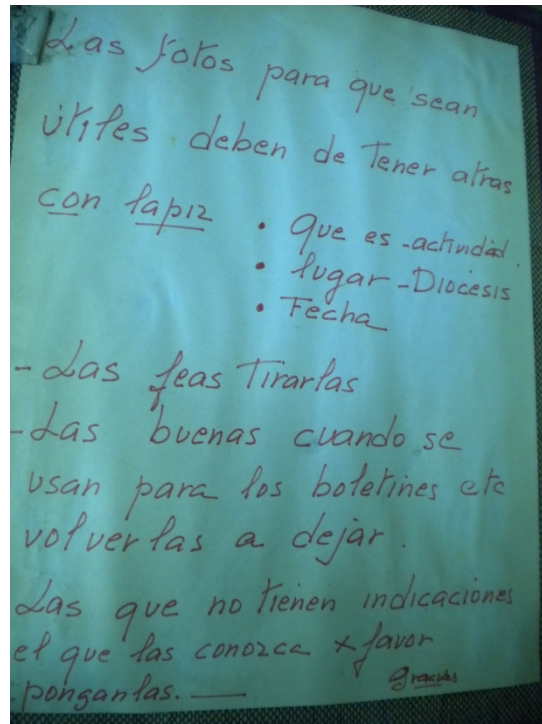 Las fotos para que sean
útiles deben de Tener atras
con lapiz • Que es - actividad.
• lugar - Diocesis
• Fecha
- Las feas Tirarlas
- Las buenas cuando se
usan para los boletines etc
volverlas a dejar.
Las que no tienen indicaciones
el que las conozca x favor
ponganlas. —
Gracias